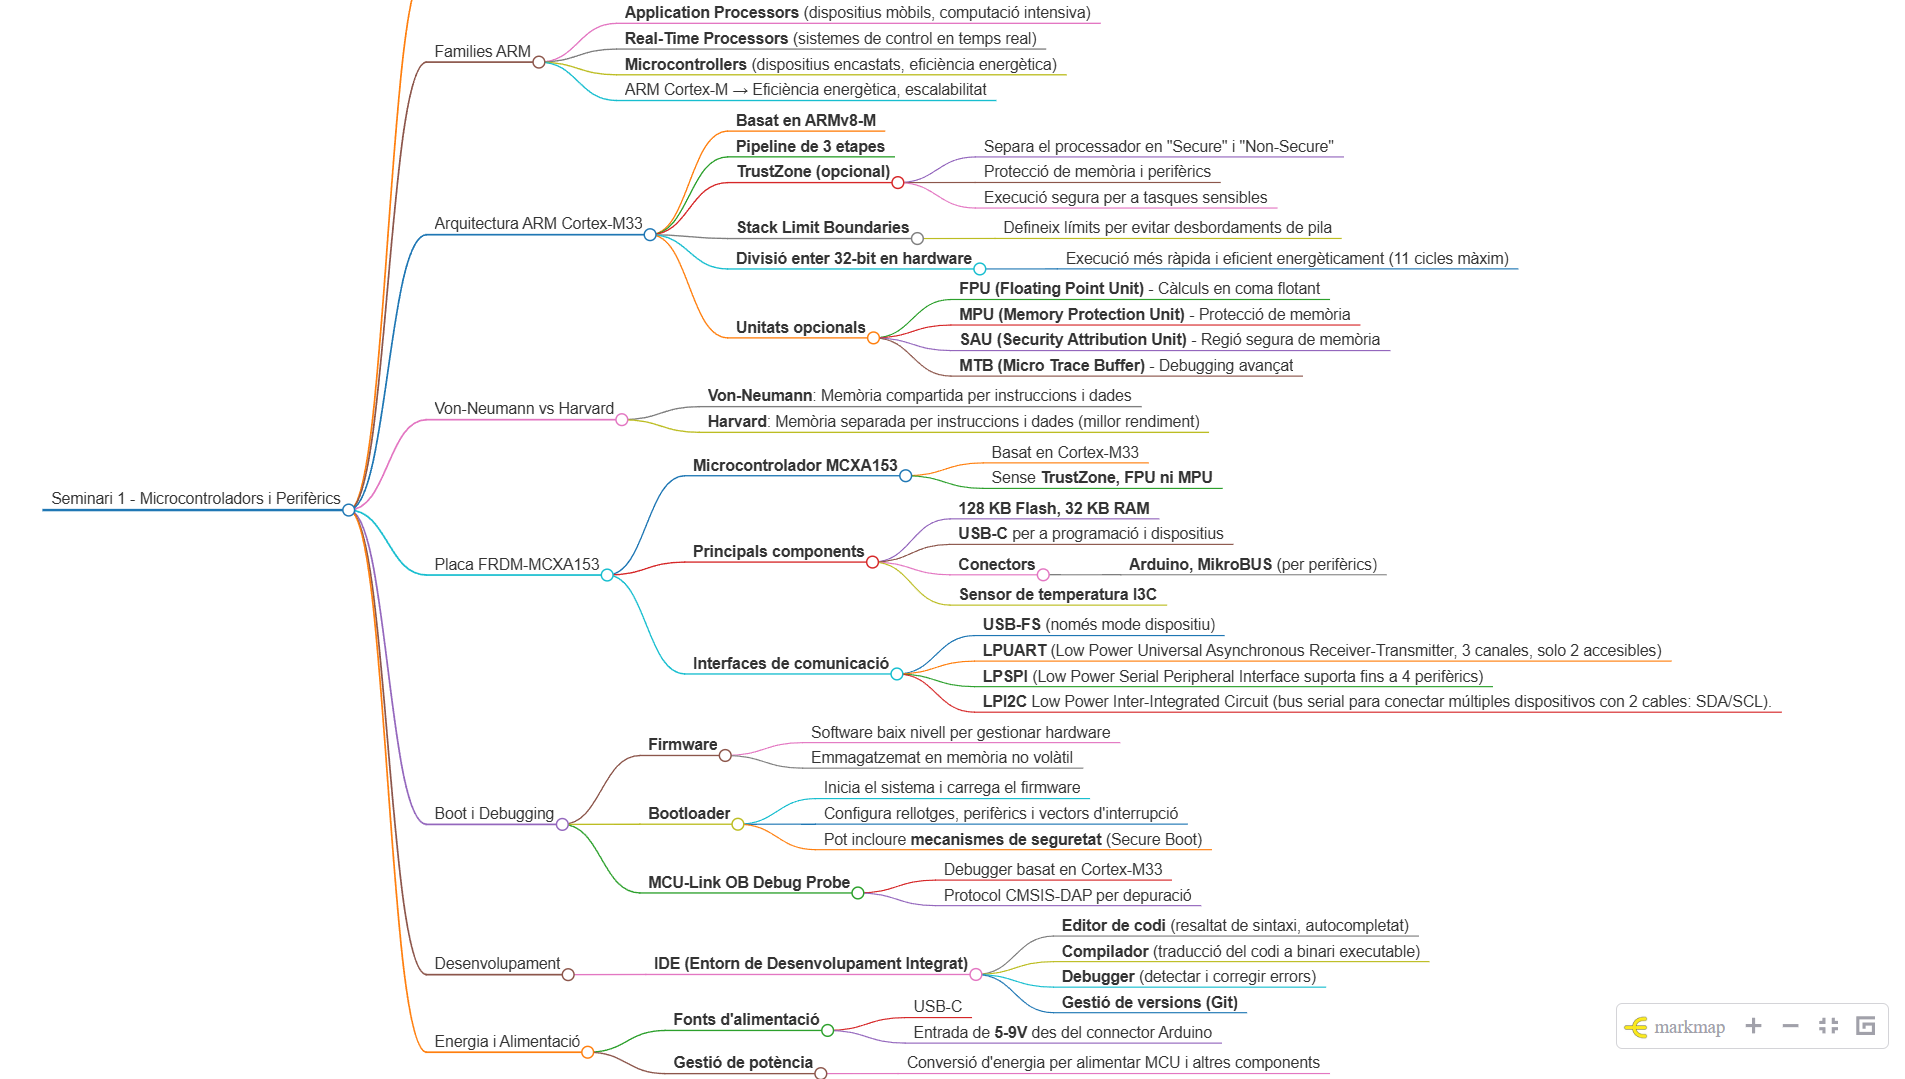 Seminari 1 - Microcontroladors i Perifèrics
Families ARM
Application Processors (dispositius mòbils, computació intensiva)
Real-Time Processors (sistemes de control en temps real)
Microcontrollers (dispositius encastats, eficiència energètica)
ARM Cortex-M → Eficiència energètica, escalabilitat
Arquitectura ARM Cortex-M33
Basat en ARMv8-M
Pipeline de 3 etapes
TrustZone (opcional)
Separa el processador en "Secure" i "Non-Secure"
Protecció de memòria i perifèrics
Execució segura per a tasques sensibles
Stack Limit Boundaries
Defineix límits per evitar desbordaments de pila
Divisió enter 32-bit en hardware
Execució més ràpida i eficient energèticament (11 cicles màxim)
Unitats opcionals
FPU (Floating Point Unit) - Càlculs en coma flotant
MPU (Memory Protection Unit) - Protecció de memòria
SAU (Security Attribution Unit) - Regió segura de memòria
MTB (Micro Trace Buffer) - Debugging avançat
Von-Neumann vs Harvard
Von-Neumann: Memòria compartida per instruccions i dades
Harvard: Memòria separada per instruccions i dades (millor rendiment)
Placa FRDM-MCXA153
Microcontrolador MCXA153
Basat en Cortex-M33
Sense TrustZone, FPU ni MPU
Principals components
128 KB Flash, 32 KB RAM
USB-C per a programació i dispositius
Conectors
Arduino, MikroBUS (per perifèrics)
Sensor de temperatura I3C
Interfaces de comunicació
USB-FS (només mode dispositiu)
LPUART (Low Power Universal Asynchronous Receiver-Transmitter, 3 canales, solo 2 accesibles)
LPSPI (Low Power Serial Peripheral Interface suporta fins a 4 perifèrics)
LPI2C Low Power Inter-Integrated Circuit (bus serial para conectar múltiples dispositivos con 2 cables: SDA/SCL).
Boot i Debugging
Firmware
Software baix nivell per gestionar hardware
Emmagatzemat en memòria no volàtil
Bootloader
Inicia el sistema i carrega el firmware
Configura rellotges, perifèrics i vectors d'interrupció
Pot incloure mecanismes de seguretat (Secure Boot)
MCU-Link OB Debug Probe
Debugger basat en Cortex-M33
Protocol CMSIS-DAP per depuració
Desenvolupament
IDE (Entorn de Desenvolupament Integrat)
Editor de codi (resaltat de sintaxi, autocompletat)
Compilador (traducció del codi a binari executable)
Debugger (detectar i corregir errors)
Gestió de versions (Git)
Energia i Alimentació
Fonts d'alimentació
USB-C
Entrada de 5-9V des del connector Arduino
Gestió de potència
Conversió d'energia per alimentar MCU i altres components
markmap